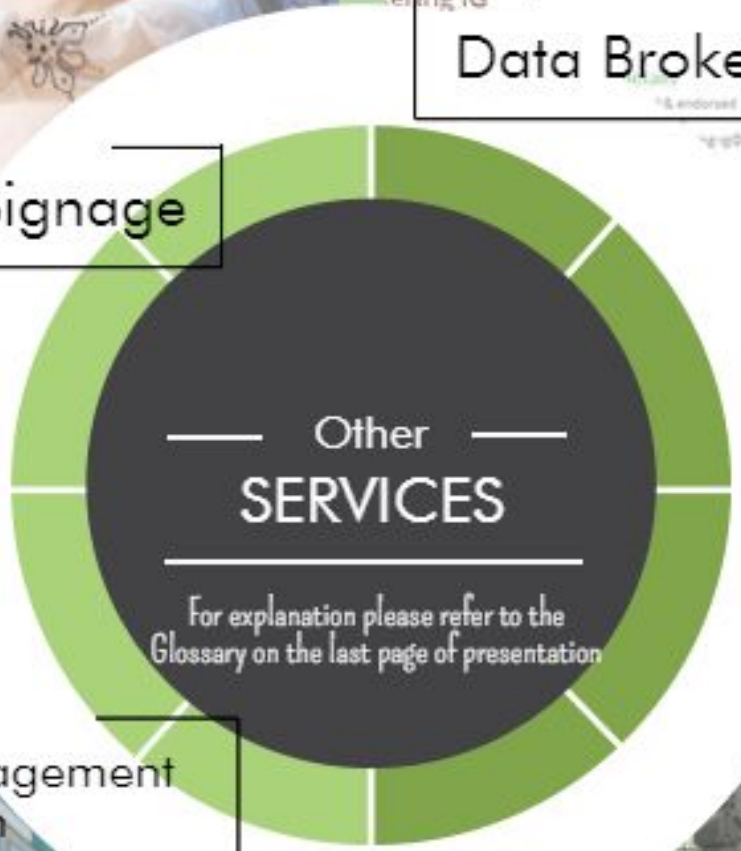 Data Broke
& endorsed
ignage
Other
SERVICES
For explanation please refer to the
Glossary on the last page of presentation
agement